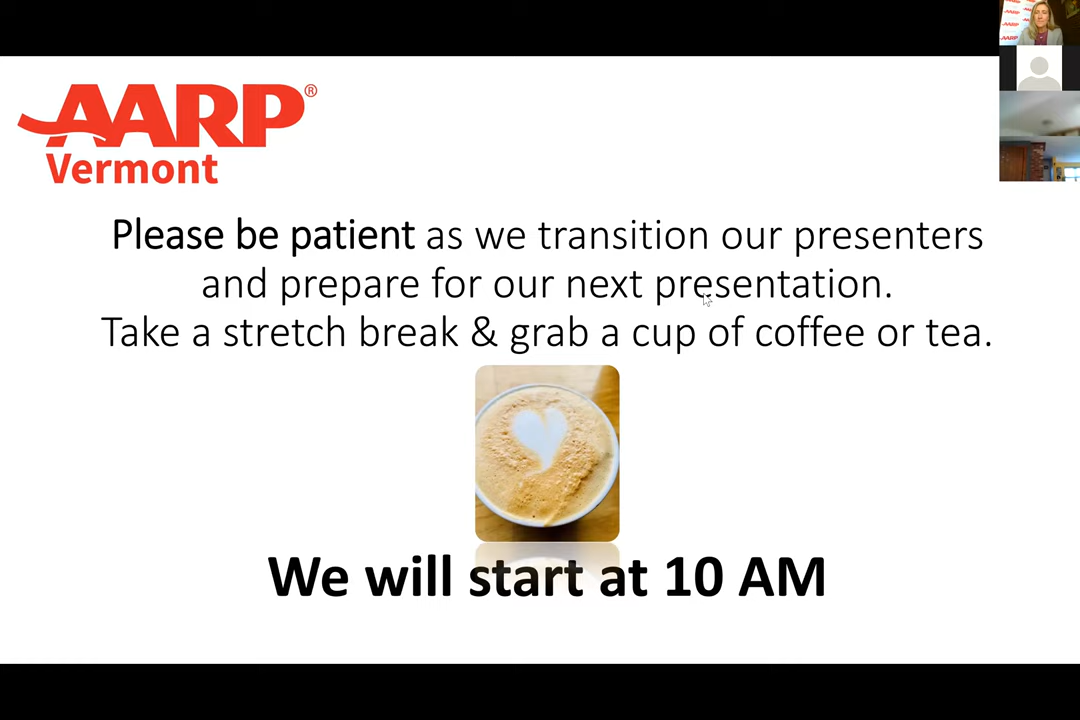 AARP®
Vermont
Please be patient as we transition our presenters
and prepare for our next presentation.
Take a stretch break & grab a cup of coffee or tea.
We will start at 10 AM
AARP